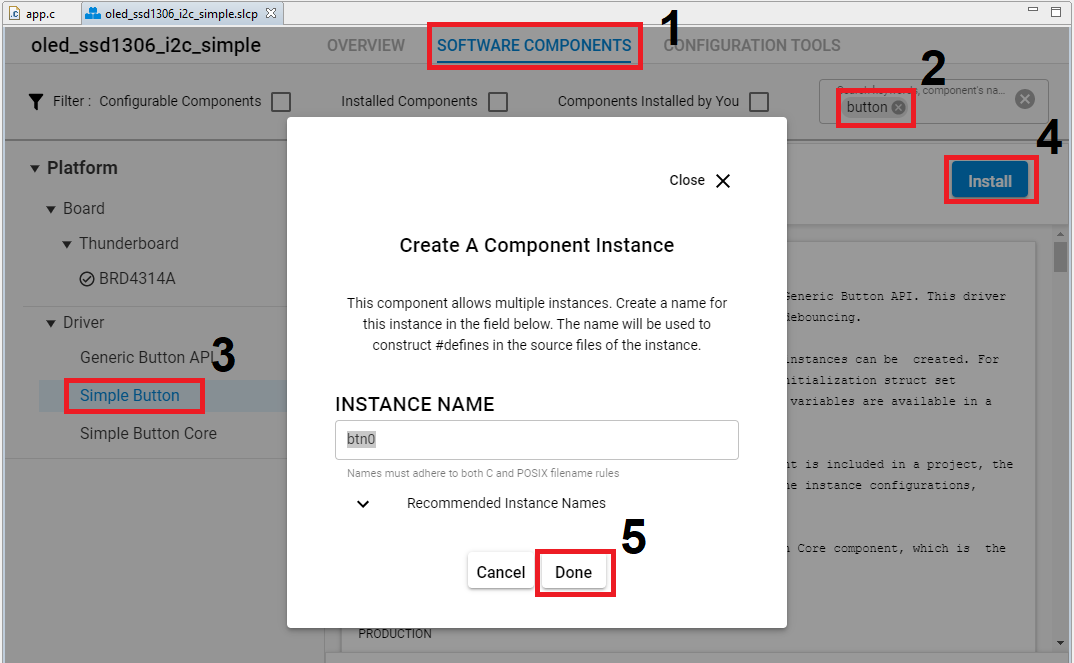 app.c
oled_ssd1306_i2c_simple.slcp
oled_ssd1306_i2c_simple
OVERVIEW
SOFTWARE COMPONENTS
1
CONFIGURATION TOOLS
2
Filter :
Configurable Components
Installed Components
Components Installed by You
Search keywords, component's na...
button
4
Install
Platform
Board
Thunderboard
BRD4314A
Driver
Generic Button API
3
Simple Button
Simple Button Core
Close
Create A Component Instance
This component allows multiple instances. Create a name for
this instance in the field below. The name will be used to
construct #defines in the source files of the instance.
INSTANCE NAME
btn0
Names must adhere to both C and POSIX filename rules
Recommended Instance Names
5
Cancel
Done
Generic Button API. This driver
debouncing.
instances can be created. For
nitialization struct set
variables are available in a
nt is included in a project, the
he instance configurations,
n Core component, which is the
PRODUCTION